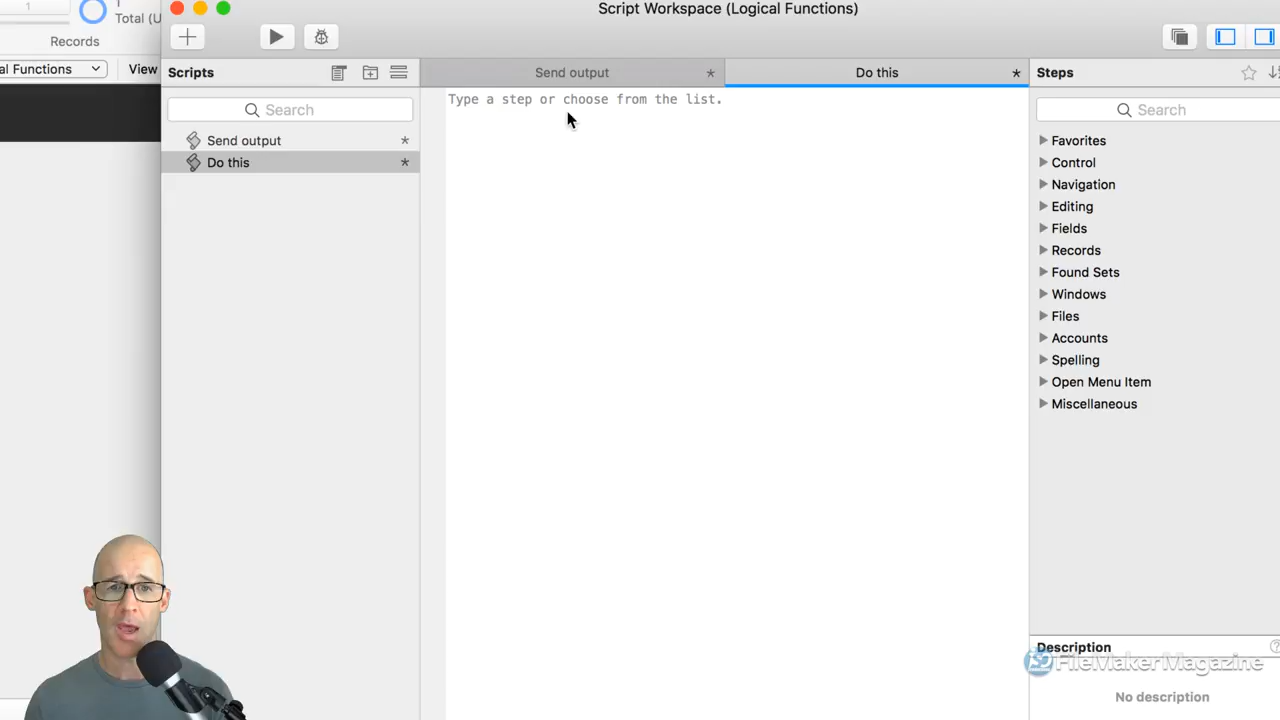 Script Workspace (Logical Functions)
1
Total (U
Records
al Functions
View
Scripts
Search
Send output *
Do this *
Send output *
Do this *
Type a step or choose from the list.
Steps
Search
Favorites
Control
Navigation
Editing
Fields
Records
Found Sets
Windows
Files
Accounts
Spelling
Open Menu Item
Miscellaneous
Description
FileMakerMagazine
No description